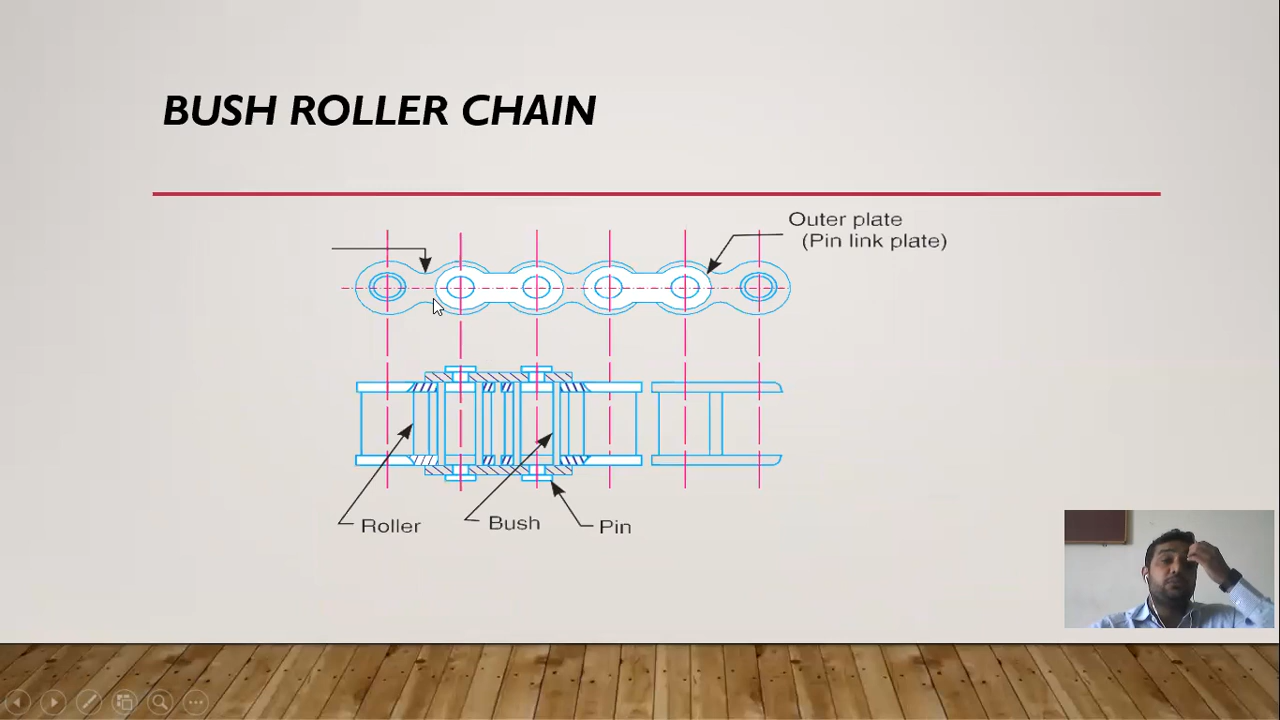 BUSH ROLLER CHAIN
Outer plate
(Pin link plate)
Roller
Bush
Pin